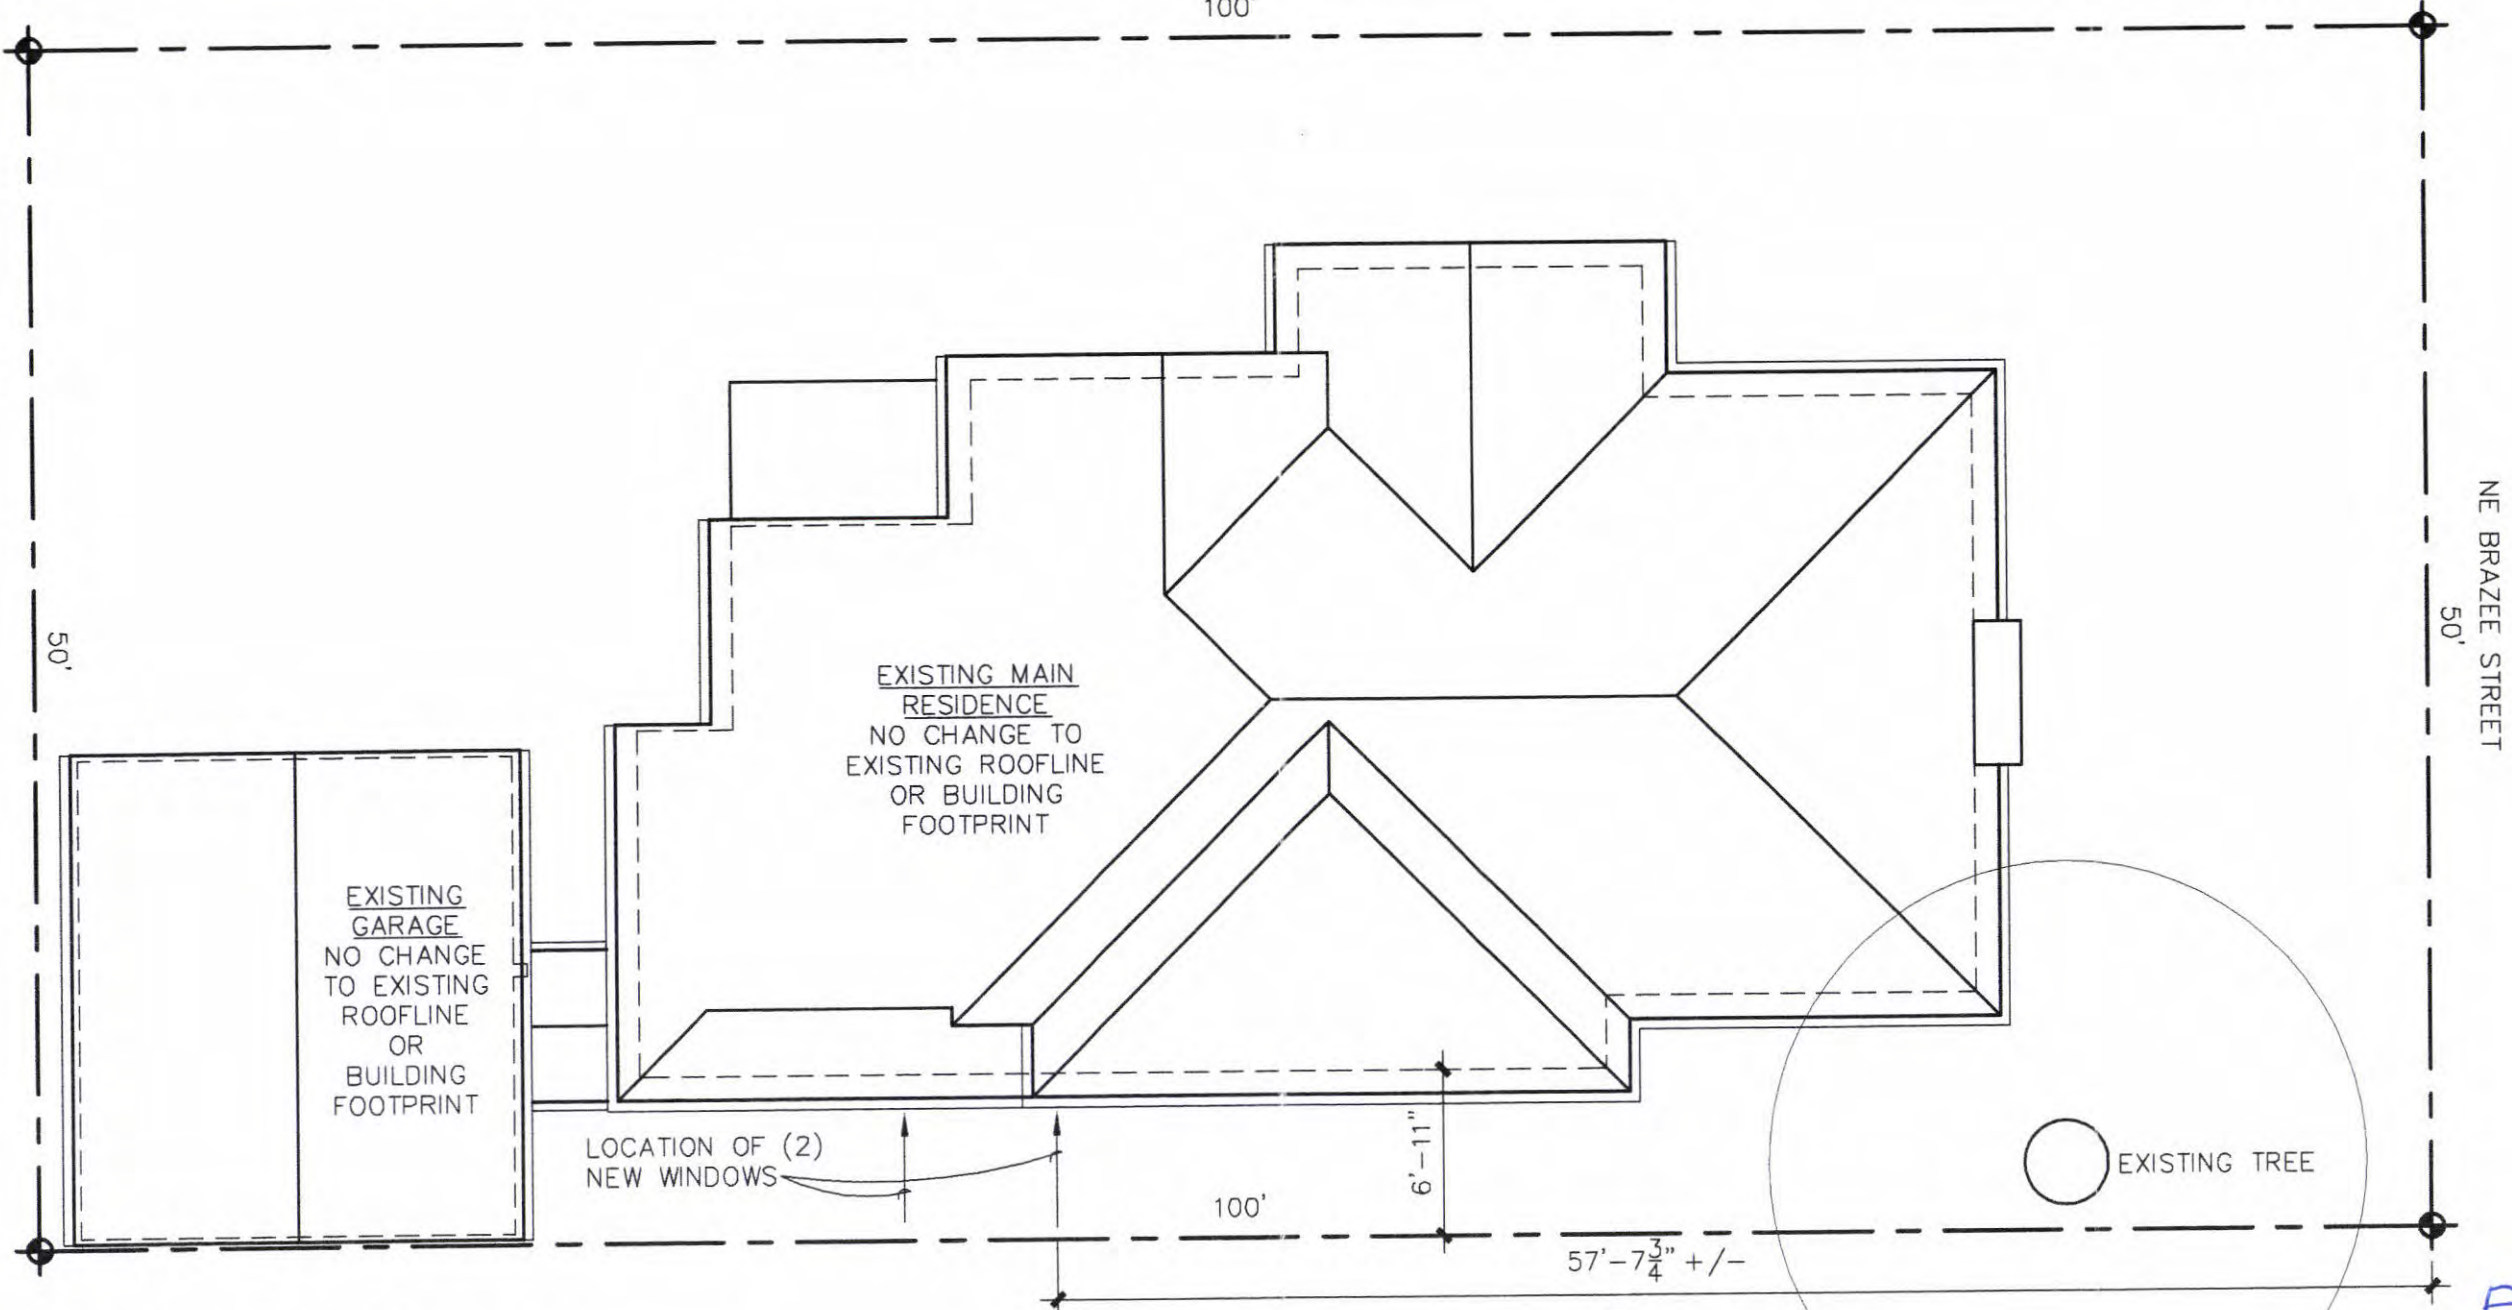 100'
50'
NE BRAZEE STREET
50'
EXISTING MAIN
RESIDENCE
NO CHANGE TO
EXISTING ROOFLINE
OR BUILDING
FOOTPRINT
EXISTING
GARAGE
NO CHANGE
TO EXISTING
ROOFLINE
OR
BUILDING
FOOTPRINT
LOCATION OF (2)
NEW WINDOWS
6'-11"
EXISTING TREE
100'
57'-7 3/4" +/-